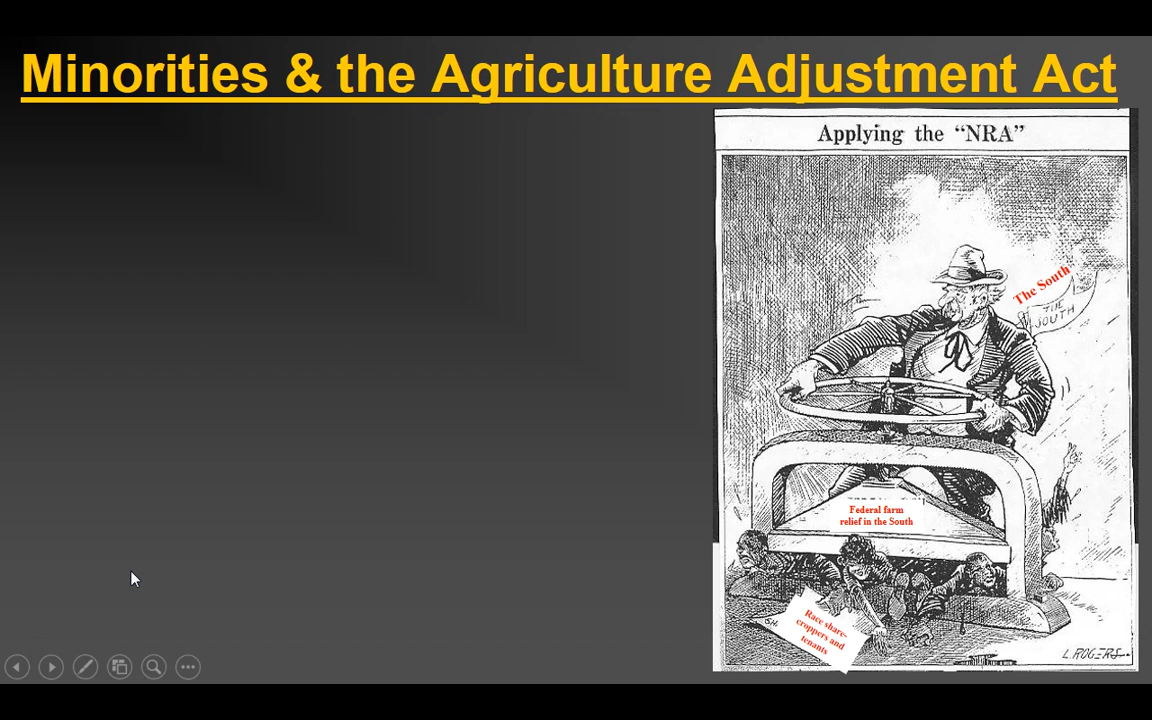 Minorities & the Agriculture Adjustment Act
Applying the “NRA”
The South
THE
SOUTH
Federal farm
relief in the South
Race share-
croppers and
tenants
L. ROGERS